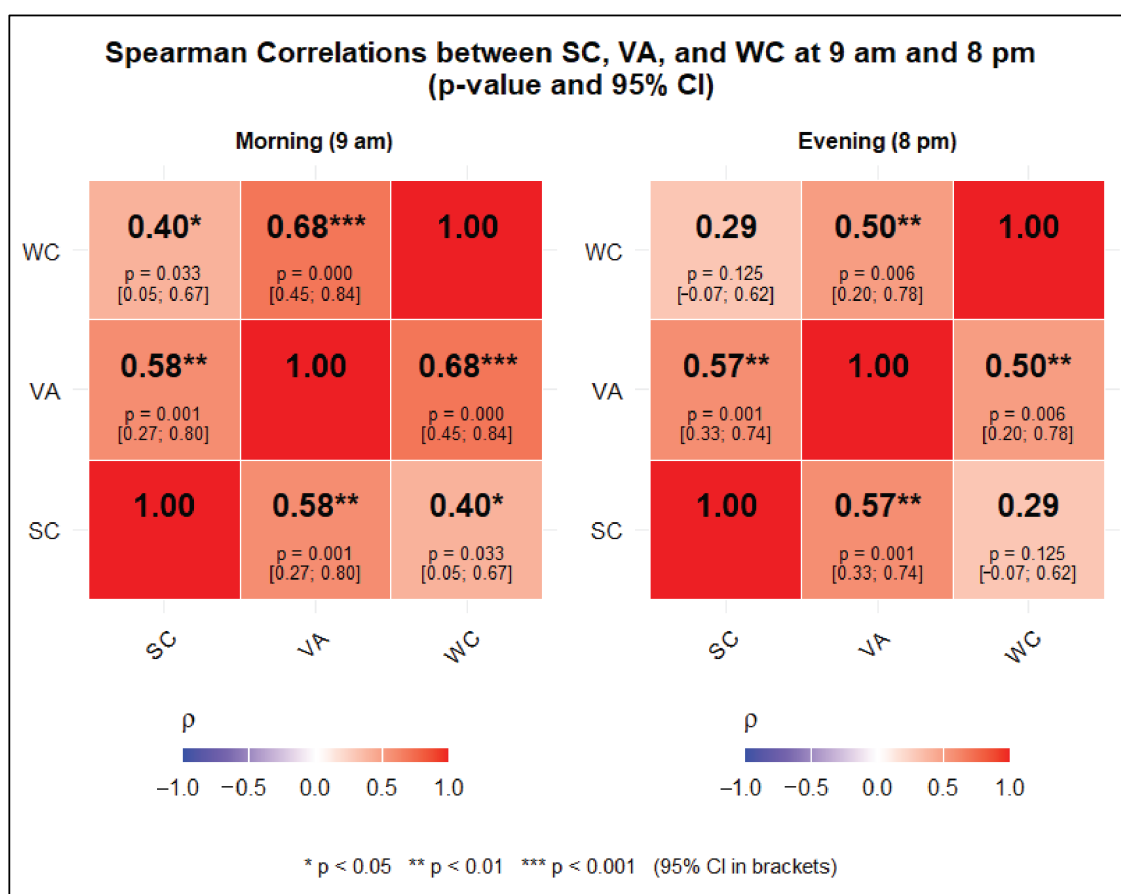 Spearman Correlations between SC, VA, and WC at 9 am and 8 pm
(p-value and 95% CI)
Morning (9 am)
WC
0.40*
p = 0.033
[0.05; 0.67]
0.68***
p = 0.000
[0.45; 0.84]
1.00
VA
0.58**
p = 0.001
[0.27; 0.80]
1.00
0.68***
p = 0.000
[0.45; 0.84]
SC
1.00
0.58**
p = 0.001
[0.27; 0.80]
0.40*
p = 0.033
[0.05; 0.67]
SC
VA
WC
ρ
−1.0 −0.5 0.0 0.5 1.0
Evening (8 pm)
WC
0.29
p = 0.125
[−0.07; 0.62]
0.50**
p = 0.006
[0.20; 0.78]
1.00
VA
0.57**
p = 0.001
[0.33; 0.74]
1.00
0.50**
p = 0.006
[0.20; 0.78]
SC
1.00
0.57**
p = 0.001
[0.33; 0.74]
0.29
p = 0.125
[−0.07; 0.62]
SC
VA
WC
ρ
−1.0 −0.5 0.0 0.5 1.0
* p < 0.05 ** p < 0.01 *** p < 0.001 (95% CI in brackets)